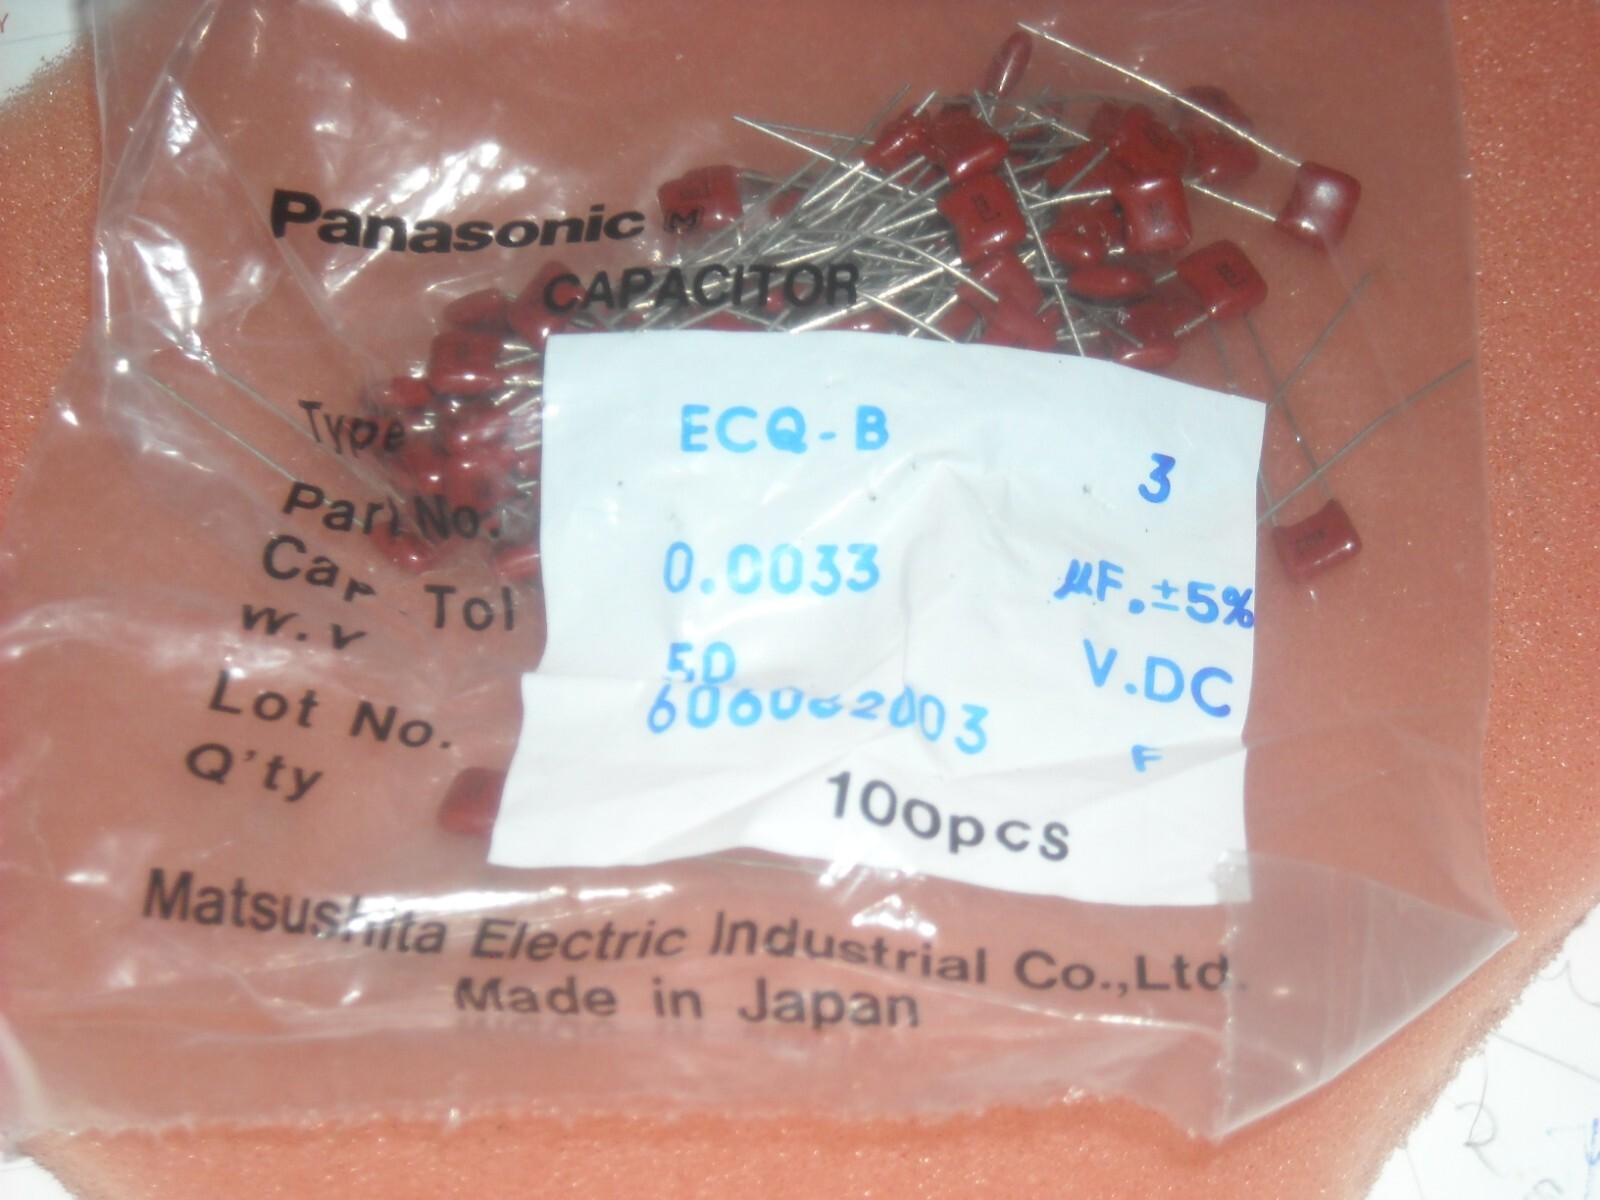 Panasonic
CAPACITOR
Type ECQ-B 3
Part No.
Cap Tol 0.0033 µF.±5%
W.V 50 V.DC
Lot No. 003 F
Q'ty 100pcs
Matsushita Electric Industrial Co.,Ltd.
Made in Japan